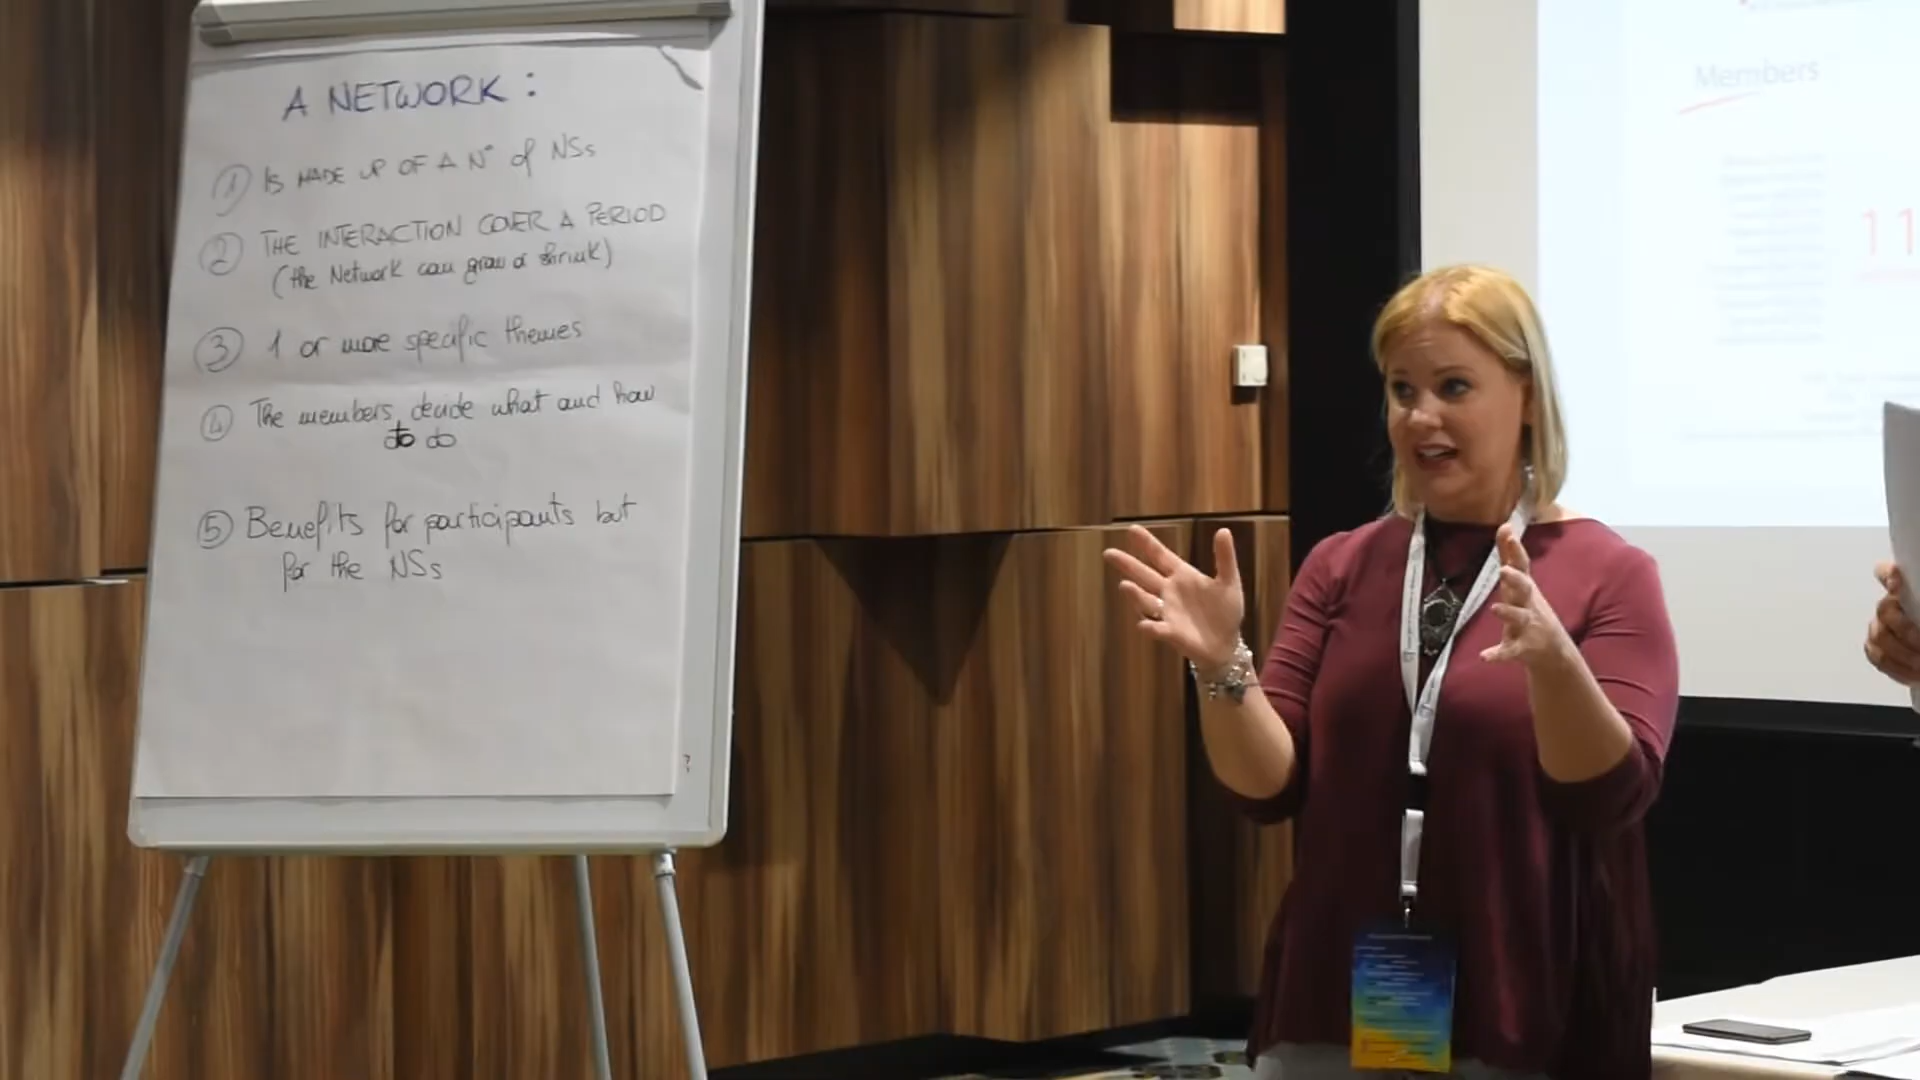 A NETWORK :
① IS MADE UP OF A N° of NSs
② THE INTERACTION COVER A PERIOD
(the Network can grow or shrink)
③ 1 or more specific themes
④ The members decide what and how
to do
⑤ Benefits for participants but
for the NSs
?
Members
11